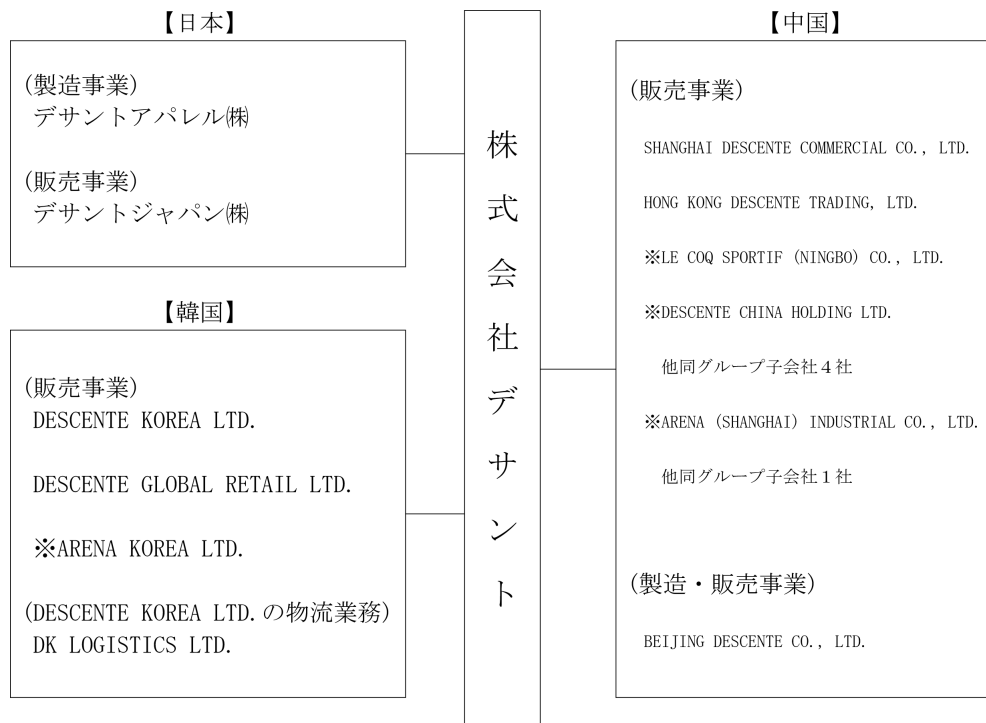 【日本】
(製造事業)
デサントアパレル㈱
(販売事業)
デサントジャパン㈱
【韓国】
(販売事業)
DESCENTE KOREA LTD.
DESCENTE GLOBAL RETAIL LTD.
※ARENA KOREA LTD.
(DESCENTE KOREA LTD.の物流業務)
DK LOGISTICS LTD.
株式会社デサント
【中国】
(販売事業)
SHANGHAI DESCENTE COMMERCIAL CO., LTD.
HONG KONG DESCENTE TRADING, LTD.
※LE COQ SPORTIF (NINGBO) CO., LTD.
※DESCENTE CHINA HOLDING LTD.
他同グループ子会社４社
※ARENA (SHANGHAI) INDUSTRIAL CO., LTD.
他同グループ子会社１社
(製造・販売事業)
BEIJING DESCENTE CO., LTD.